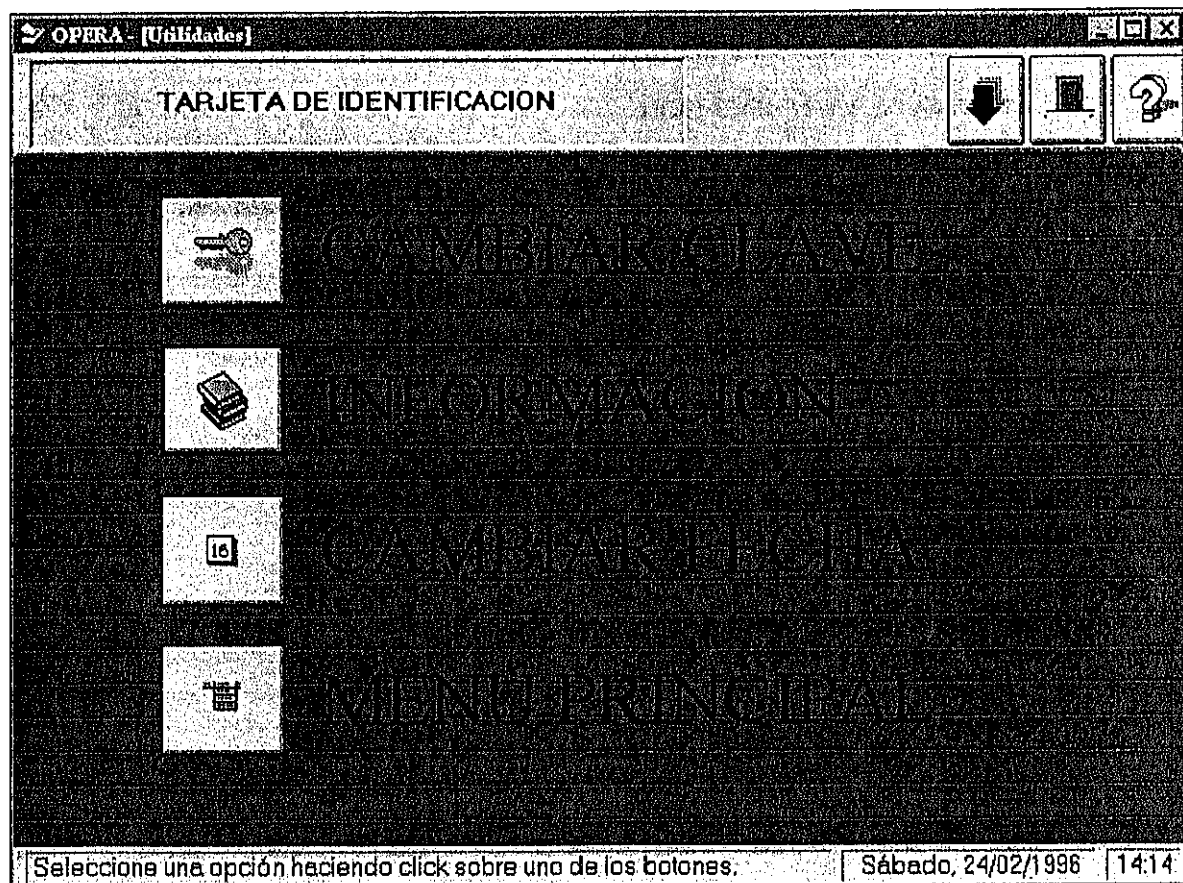 OPERA - [Utilidades]
TARJETA DE IDENTIFICACION
CAMBIAR CLAVE
INFORMACION
16
CAMBIAR FECHA
MENU PRINCIPAL
Seleccione una opción haciendo click sobre uno de los botones. Sábado, 24/02/1996 14:14